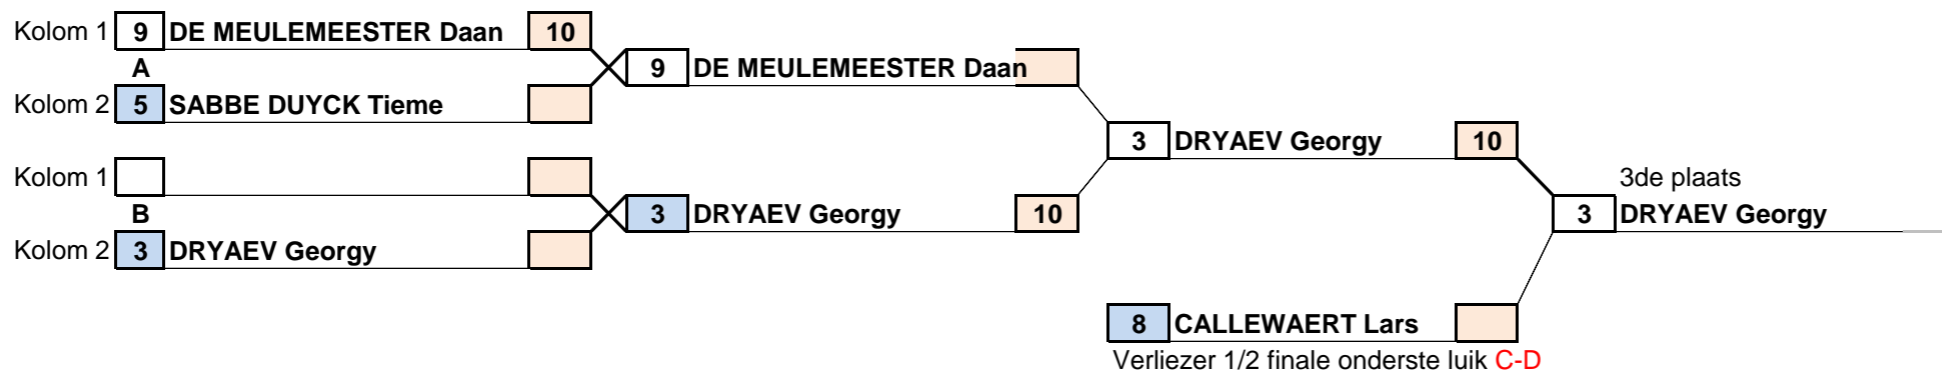 Kolom 1 9 DE MEULEMEESTER Daan 10
A
9 DE MEULEMEESTER Daan
Kolom 2 5 SABBE DUYCK Tieme
3 DRYAEV Georgy 10
Kolom 1
3de plaats
B
3 DRYAEV Georgy 10
3 DRYAEV Georgy
Kolom 2 3 DRYAEV Georgy
8 CALLEWAERT Lars
Verliezer 1/2 finale onderste luik C-D